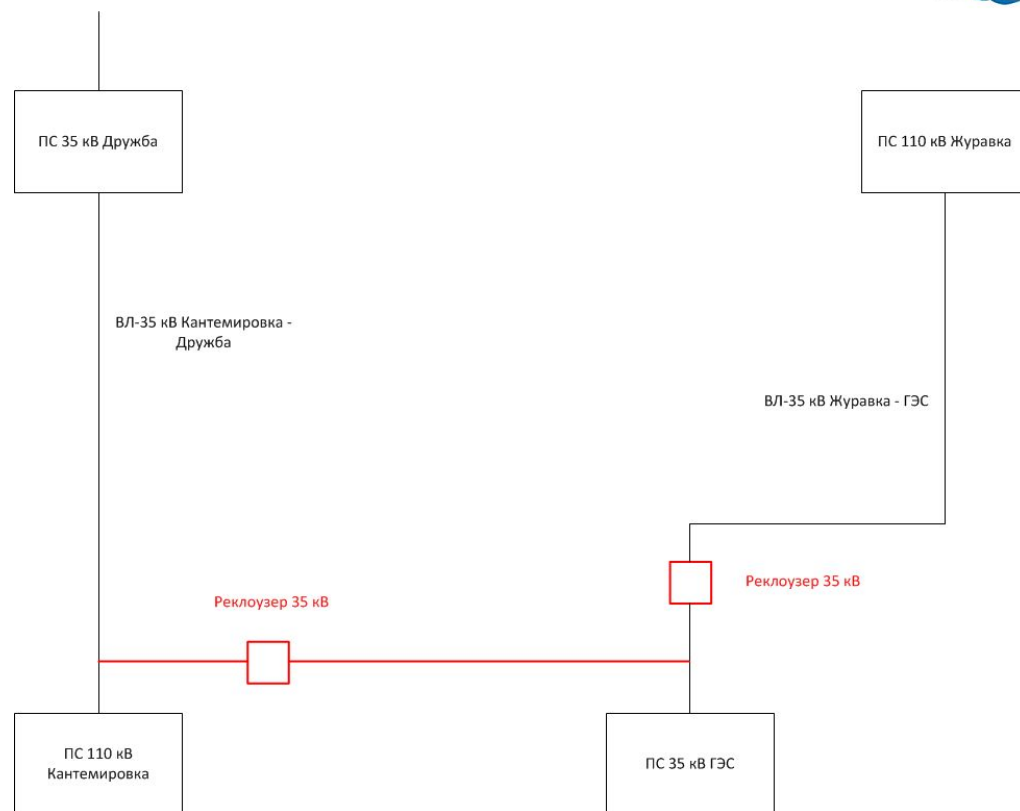 ПС 35 кВ Дружба
ПС 110 кВ Журавка
ВЛ-35 кВ Кантемировка -
Дружба
ВЛ-35 кВ Журавка - ГЭС
Реклоузер 35 кВ
Реклоузер 35 кВ
ПС 110 кВ
Кантемировка
ПС 35 кВ ГЭС